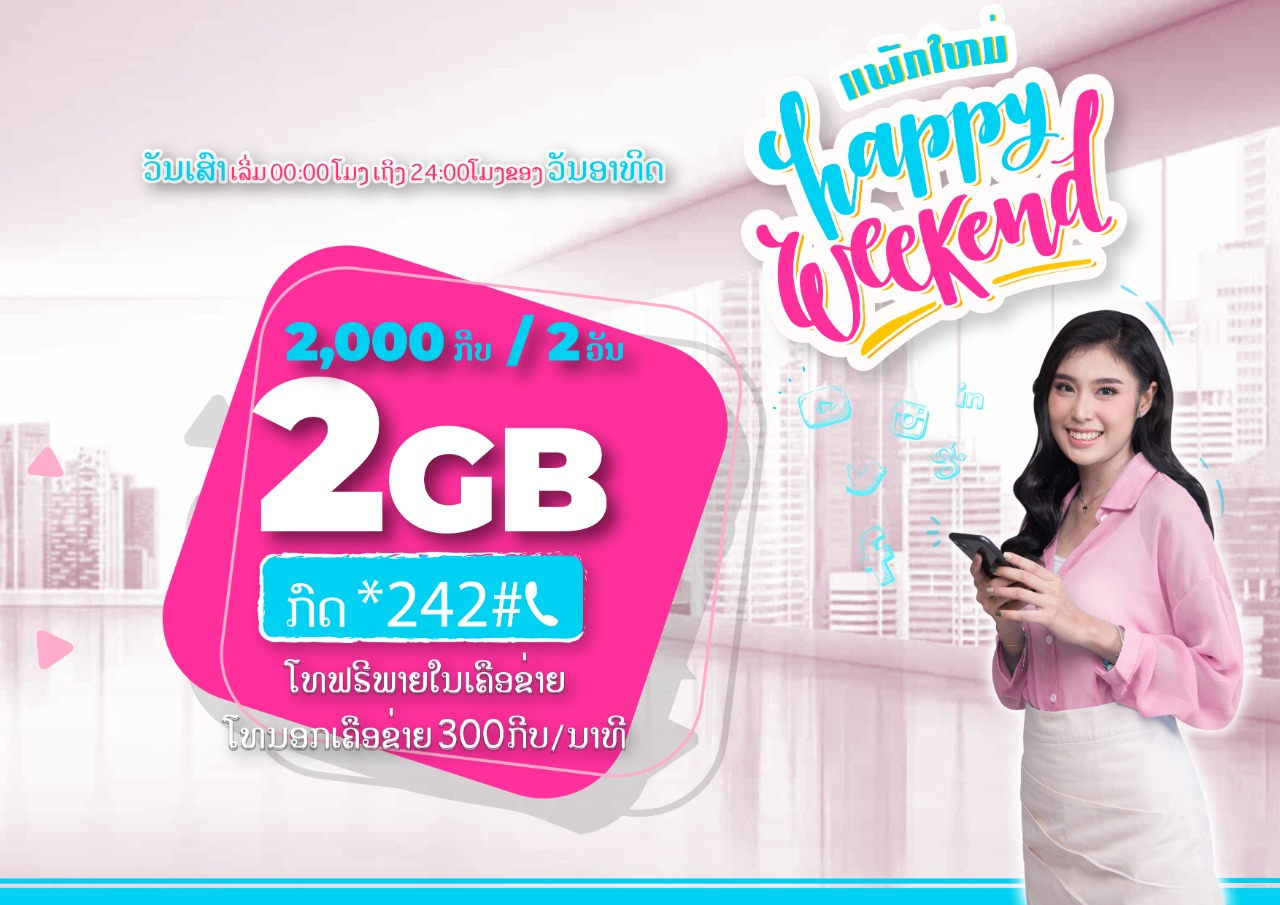 ແພັກໃຫມ່
happy
weekend
ວັນເສົາ ເລີ່ມ 00:00 ໂມງ ເຖິງ 24:00ໂມງຂອງ ວັນອາທິດ
2,000 ກີບ / 2 ວັນ
2GB
ກົດ *242#
ໂທຟຣີພາຍໃນເຄືອຂ່າຍ
ໂທນອກເຄືອຂ່າຍ 300ກີບ/ນາທີ
in